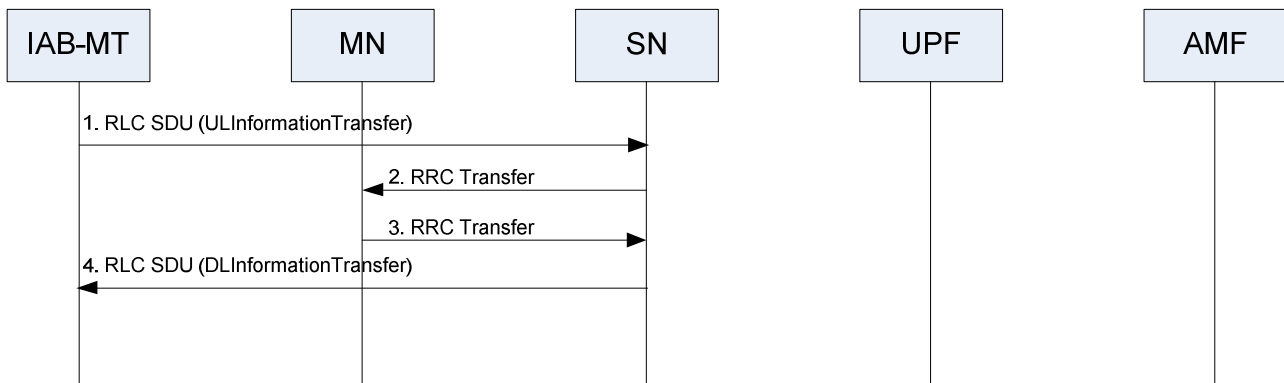 IAB-MT
MN
SN
UPF
AMF
1. RLC SDU (ULInformationTransfer)
2. RRC Transfer
3. RRC Transfer
4. RLC SDU (DLInformationTransfer)